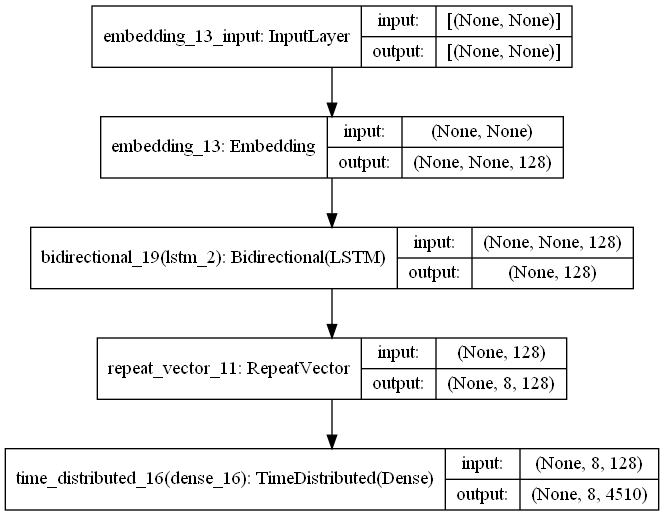 embedding_13_input: InputLayer
input: [(None, None)]
output: [(None, None)]
embedding_13: Embedding
input: (None, None)
output: (None, None, 128)
bidirectional_19(lstm_2): Bidirectional(LSTM)
input: (None, None, 128)
output: (None, 128)
repeat_vector_11: RepeatVector
input: (None, 128)
output: (None, 8, 128)
time_distributed_16(dense_16): TimeDistributed(Dense)
input: (None, 8, 128)
output: (None, 8, 4510)